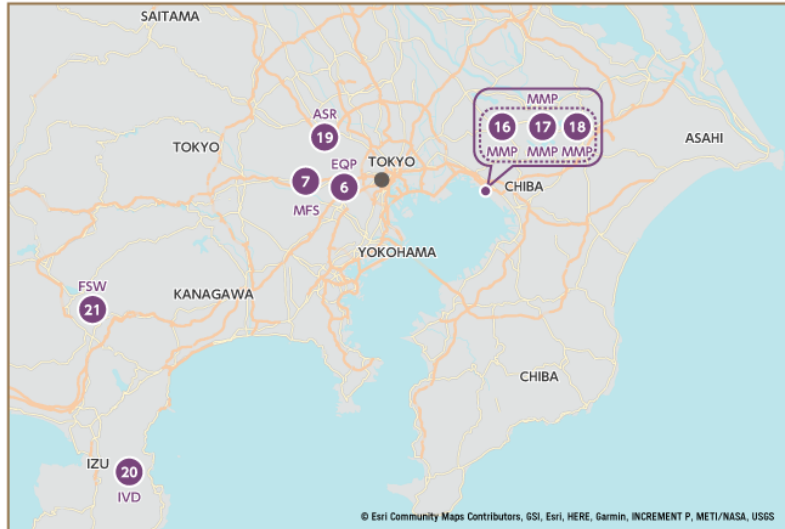 SAITAMA
MMP
16 17 18
MMP MMP MMP
ASR
19
TOKYO
ASAHI
EQP
TOKYO
7 6
CHIBA
MFS
YOKOHAMA
FSW
KANAGAWA
21
CHIBA
IZU
20
IVD
© Esri Community Maps Contributors, GSI, Esri, HERE, Garmin, INCREMENT P, METI/NASA, USGS